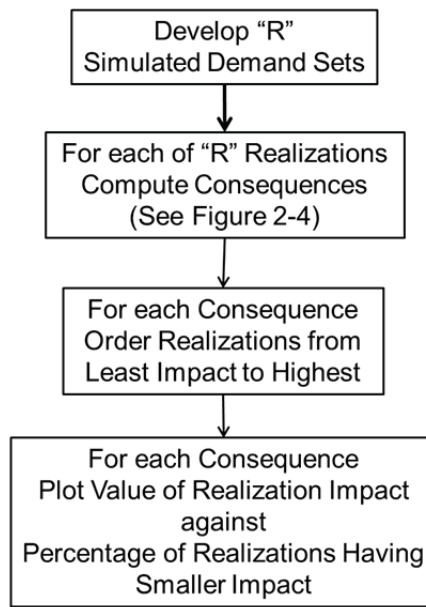 Develop “R”
Simulated Demand Sets
For each of “R” Realizations
Compute Consequences
(See Figure 2-4)
For each Consequence
Order Realizations from
Least Impact to Highest
For each Consequence
Plot Value of Realization Impact
against
Percentage of Realizations Having
Smaller Impact